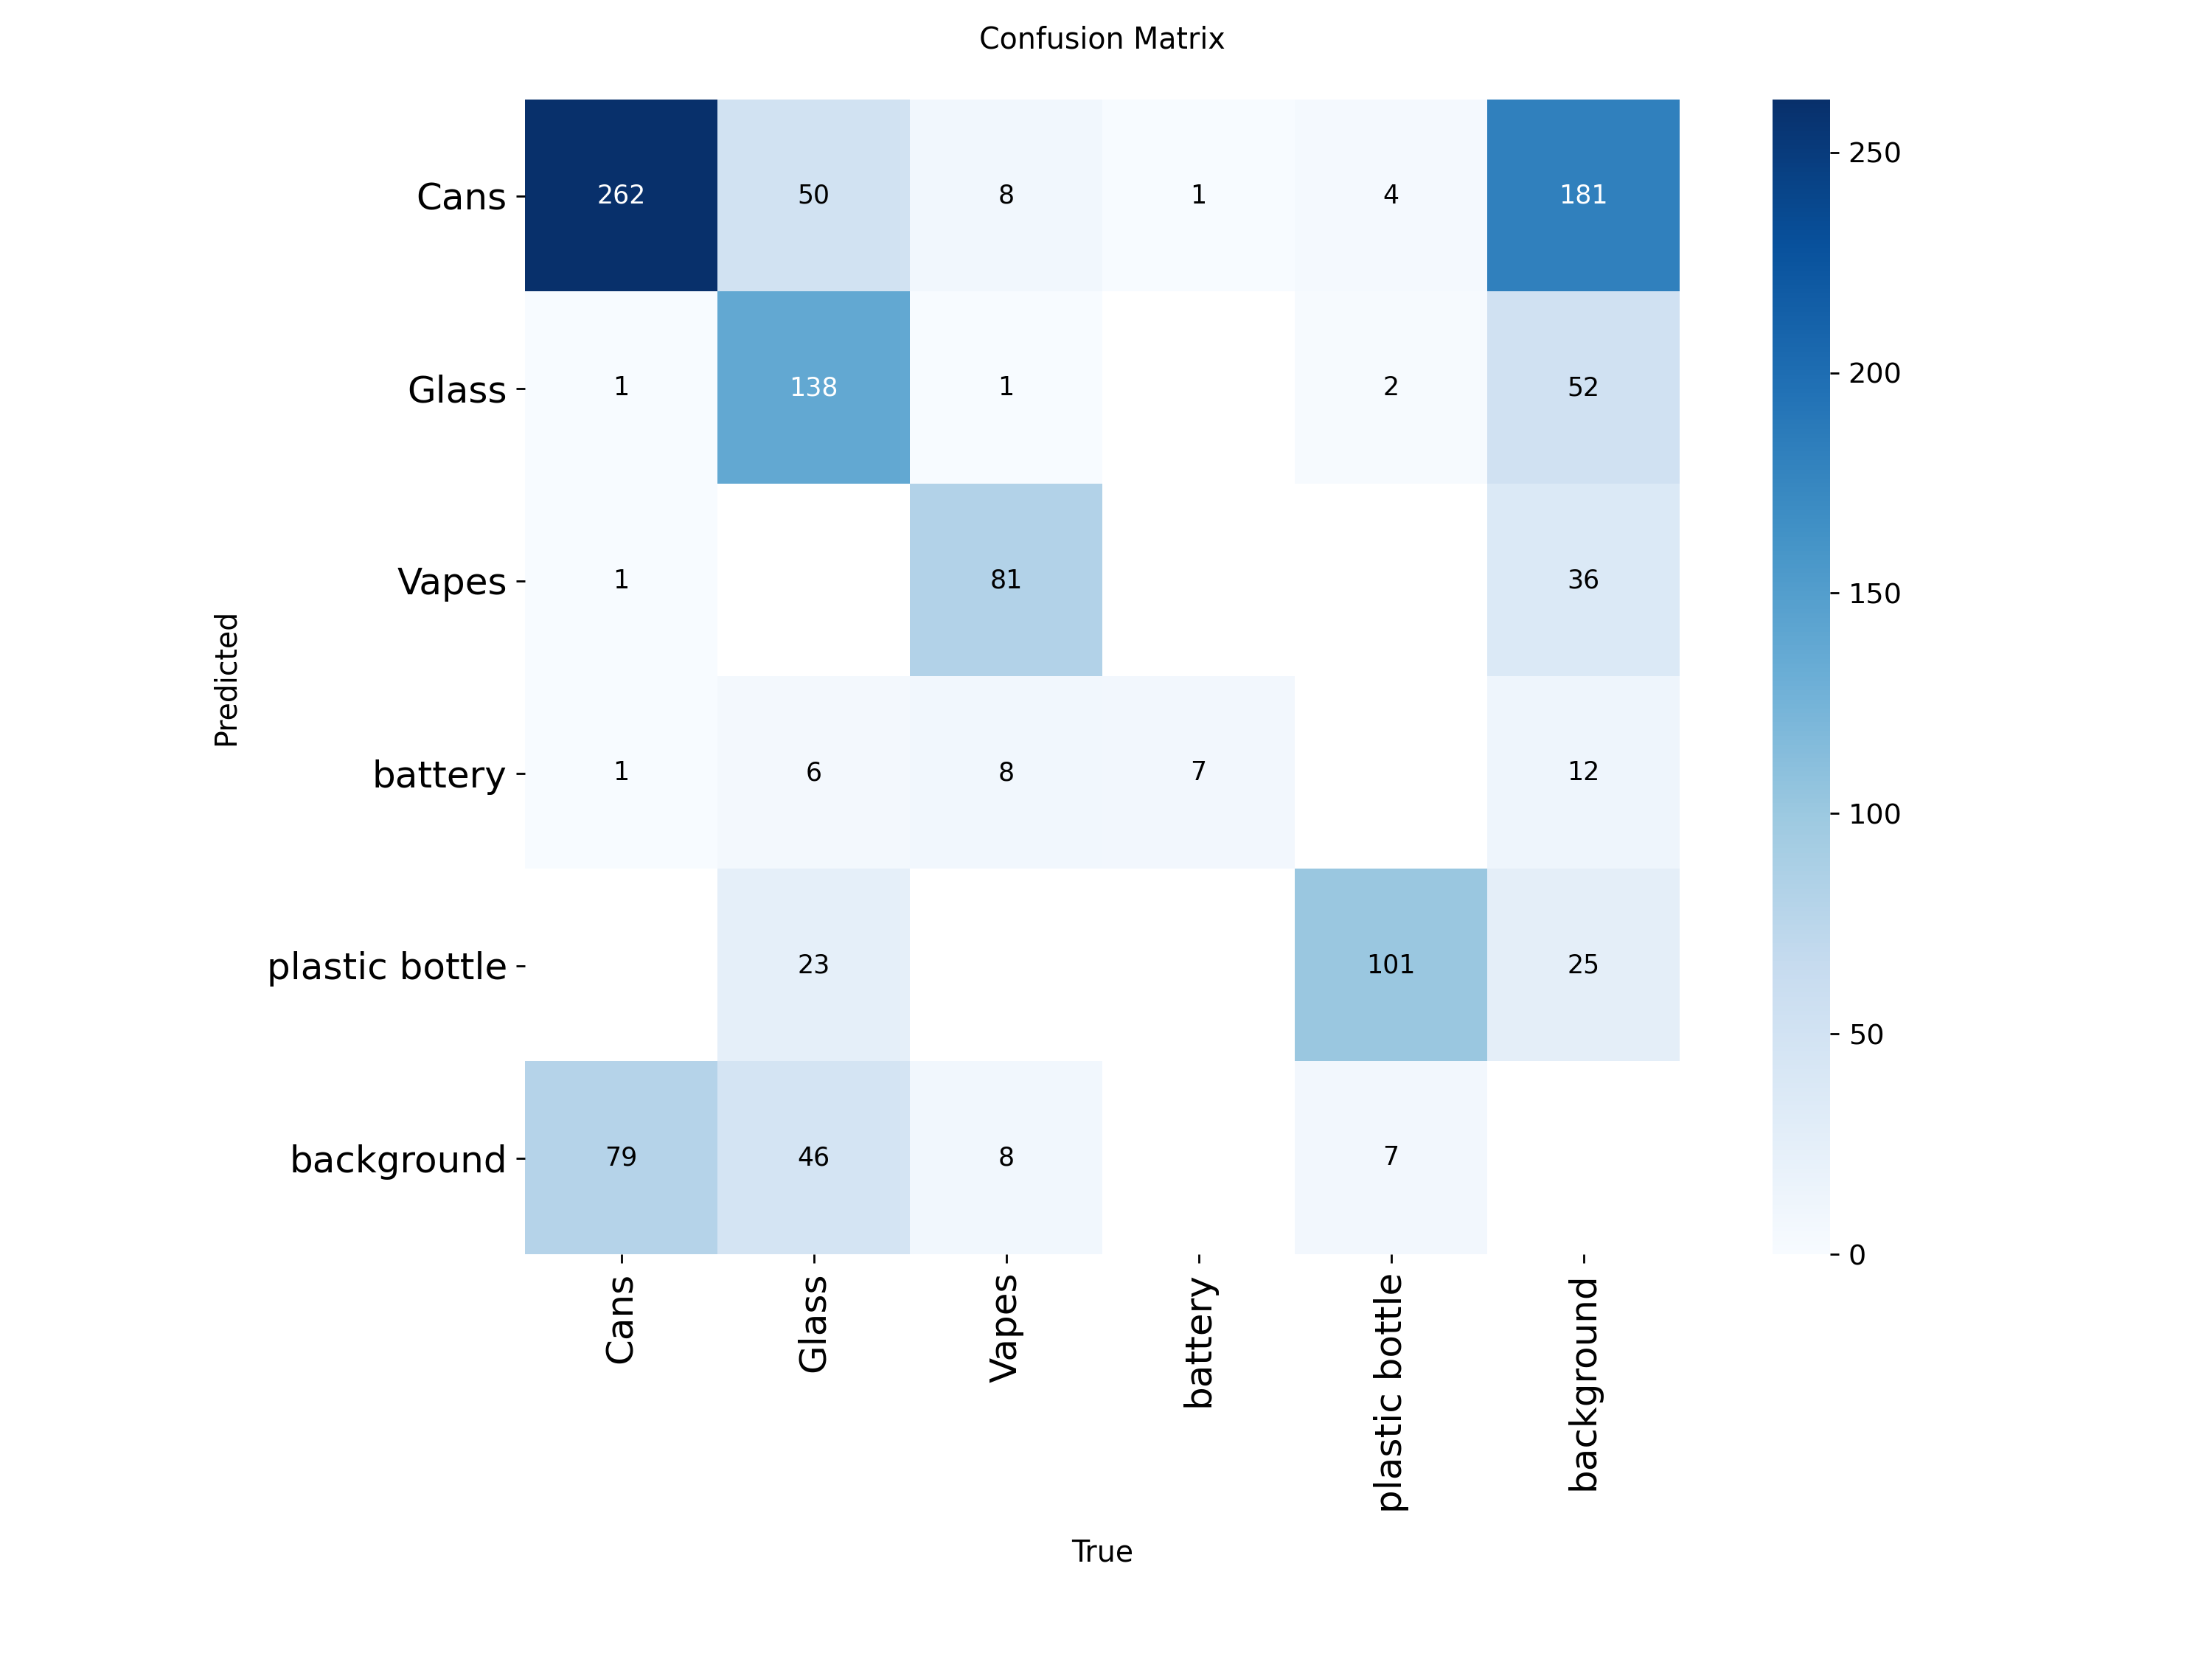 Confusion Matrix
Cans 262 50 8 1 4 181
Glass 1 138 1 2 52
Vapes 1 81 36
battery 1 6 8 7 12
plastic bottle 23 101 25
background 79 46 8 7
Cans Glass Vapes battery plastic bottle background
Predicted
True
250
200
150
100
50
0